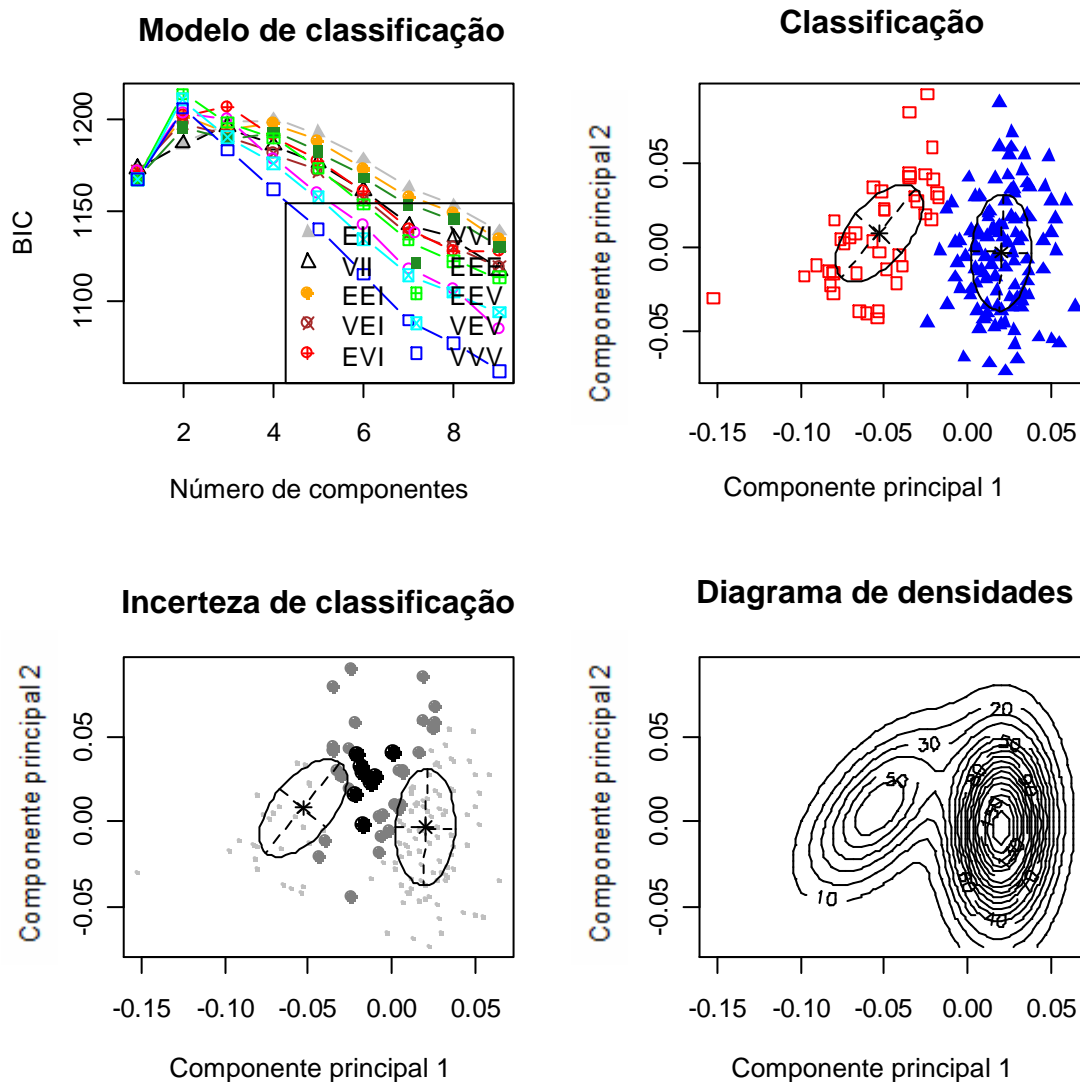 Modelo de classificação
BIC
1200
1150
1100
EII VVI
VII EEE
EEI EEV
VEI VEV
EVI VVV
2 4 6 8
Número de componentes
Classificação
Componente principal 2
0.05
0.00
-0.05
-0.15 -0.10 -0.05 0.00 0.05
Componente principal 1
Incerteza de classificação
Componente principal 2
0.05
0.00
-0.05
-0.15 -0.10 -0.05 0.00 0.05
Componente principal 1
Diagrama de densidades
Componente principal 2
0.05
0.00
-0.05
20
30
50
10
40
-0.15 -0.10 -0.05 0.00 0.05
Componente principal 1